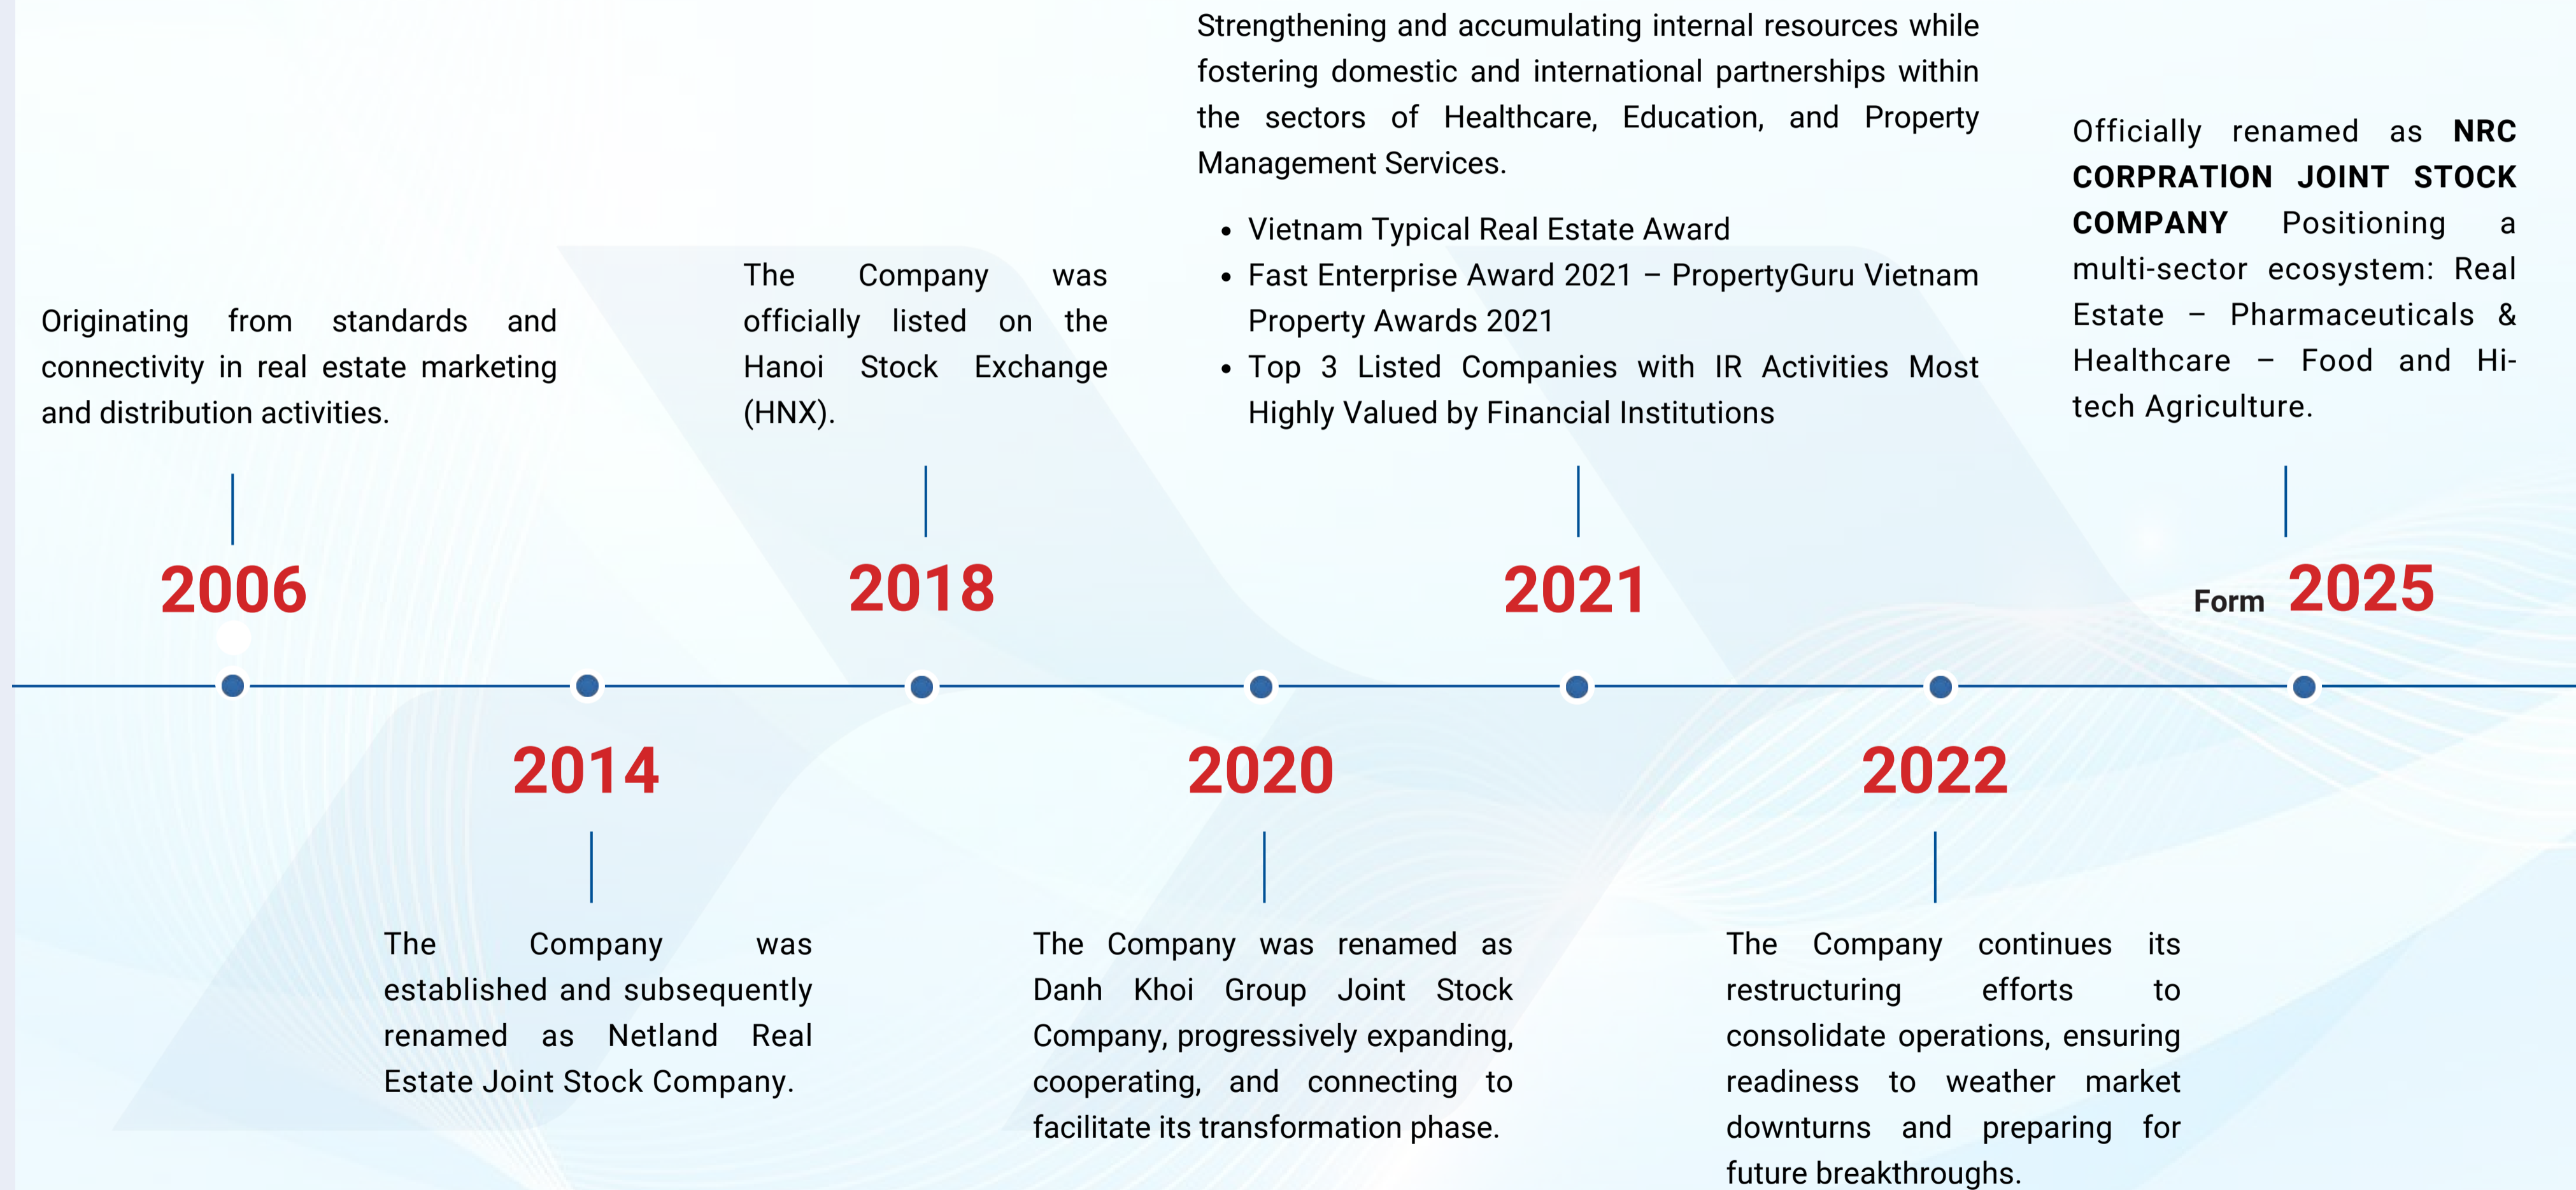 Originating from standards and
connectivity in real estate marketing
and distribution activities.
2006
2014
The Company was
established and subsequently
renamed as Netland Real
Estate Joint Stock Company.
The Company was
officially listed on the
Hanoi Stock Exchange
(HNX).
2018
2020
The Company was renamed as
Danh Khoi Group Joint Stock
Company, progressively expanding,
cooperating, and connecting to
facilitate its transformation phase.
Strengthening and accumulating internal resources while
fostering domestic and international partnerships within
the sectors of Healthcare, Education, and Property
Management Services.
• Vietnam Typical Real Estate Award
• Fast Enterprise Award 2021 – PropertyGuru Vietnam
Property Awards 2021
• Top 3 Listed Companies with IR Activities Most
Highly Valued by Financial Institutions
2021
2022
The Company continues its
restructuring efforts to
consolidate operations, ensuring
readiness to weather market
downturns and preparing for
future breakthroughs.
Officially renamed as NRC
CORPRATION JOINT STOCK
COMPANY Positioning a
multi-sector ecosystem: Real
Estate – Pharmaceuticals &
Healthcare – Food and Hi-
tech Agriculture.
Form 2025